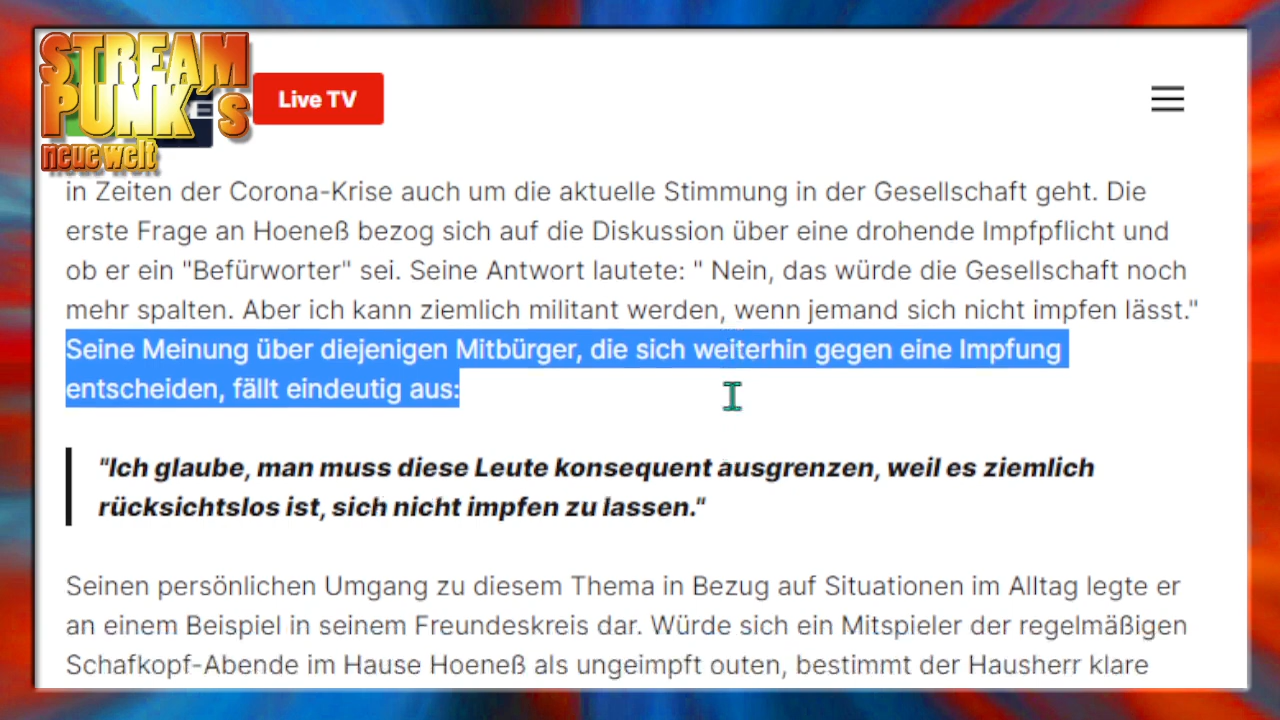 STREAM
PUNK's
neue welt
Live TV
in Zeiten der Corona-Krise auch um die aktuelle Stimmung in der Gesellschaft geht. Die
erste Frage an Hoeneß bezog sich auf die Diskussion über eine drohende Impfpflicht und
ob er ein "Befürworter" sei. Seine Antwort lautete: " Nein, das würde die Gesellschaft noch
mehr spalten. Aber ich kann ziemlich militant werden, wenn jemand sich nicht impfen lässt."
Seine Meinung über diejenigen Mitbürger, die sich weiterhin gegen eine Impfung
entscheiden, fällt eindeutig aus:
"Ich glaube, man muss diese Leute konsequent ausgrenzen, weil es ziemlich
rücksichtslos ist, sich nicht impfen zu lassen."
Seinen persönlichen Umgang zu diesem Thema in Bezug auf Situationen im Alltag legte er
an einem Beispiel in seinem Freundeskreis dar. Würde sich ein Mitspieler der regelmäßigen
Schafkopf-Abende im Hause Hoeneß als ungeimpft outen, bestimmt der Hausherr klare